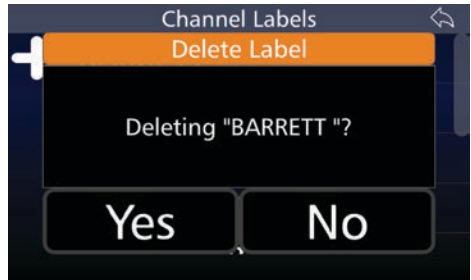 Channel Labels
Delete Label
Deleting "BARRETT "?
Yes No